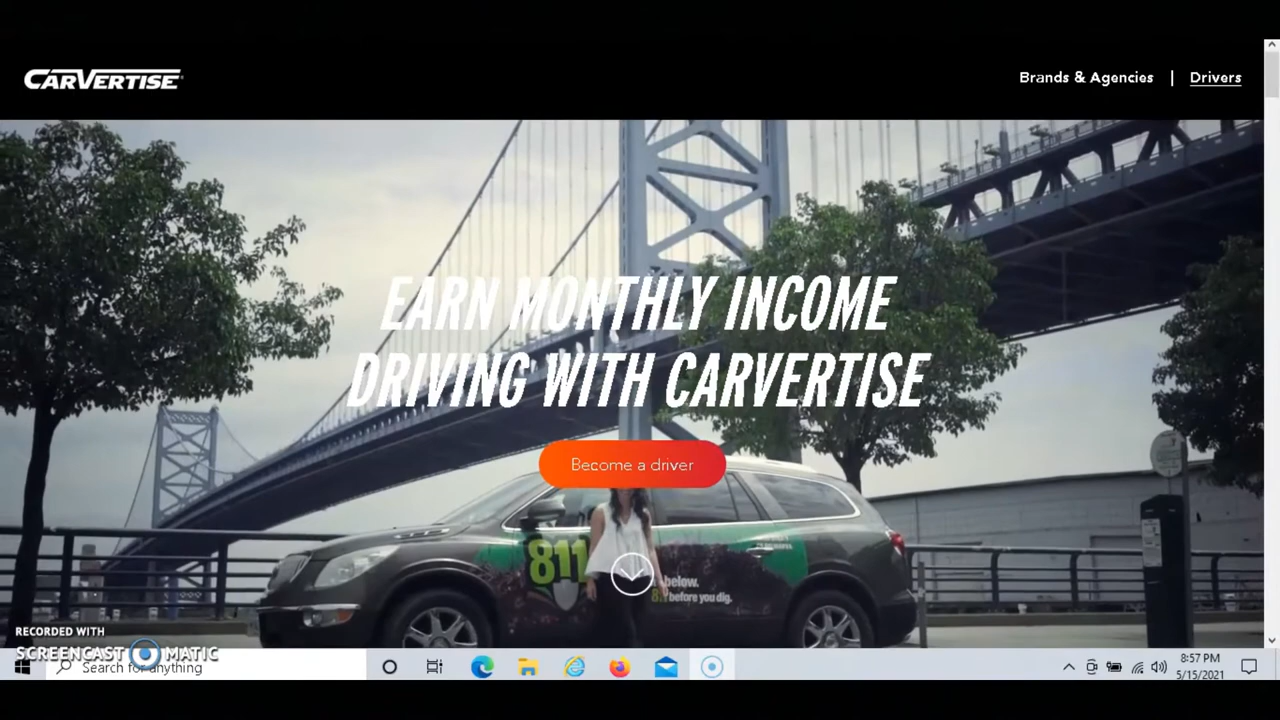 CARVERTISE
Brands & Agencies | Drivers
EARN MONTHLY INCOME
DRIVING WITH CARVERTISE
Become a driver
811
below.
before you dig.
RECORDED WITH
SCREENCAST MATIC
Search for anything
8:57 PM
5/15/2021